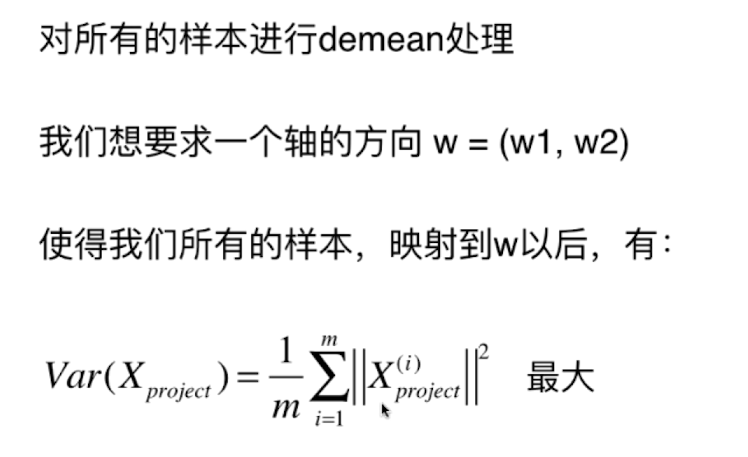 对所有的样本进行demean处理
我们想要求一个轴的方向 w = (w1, w2)
使得我们所有的样本，映射到w以后，有：
$Var(X_{project}) = \frac{1}{m}\sum_{i=1}^{m}\left\|X_{project}^{(i)}\right\|^2$ 最大